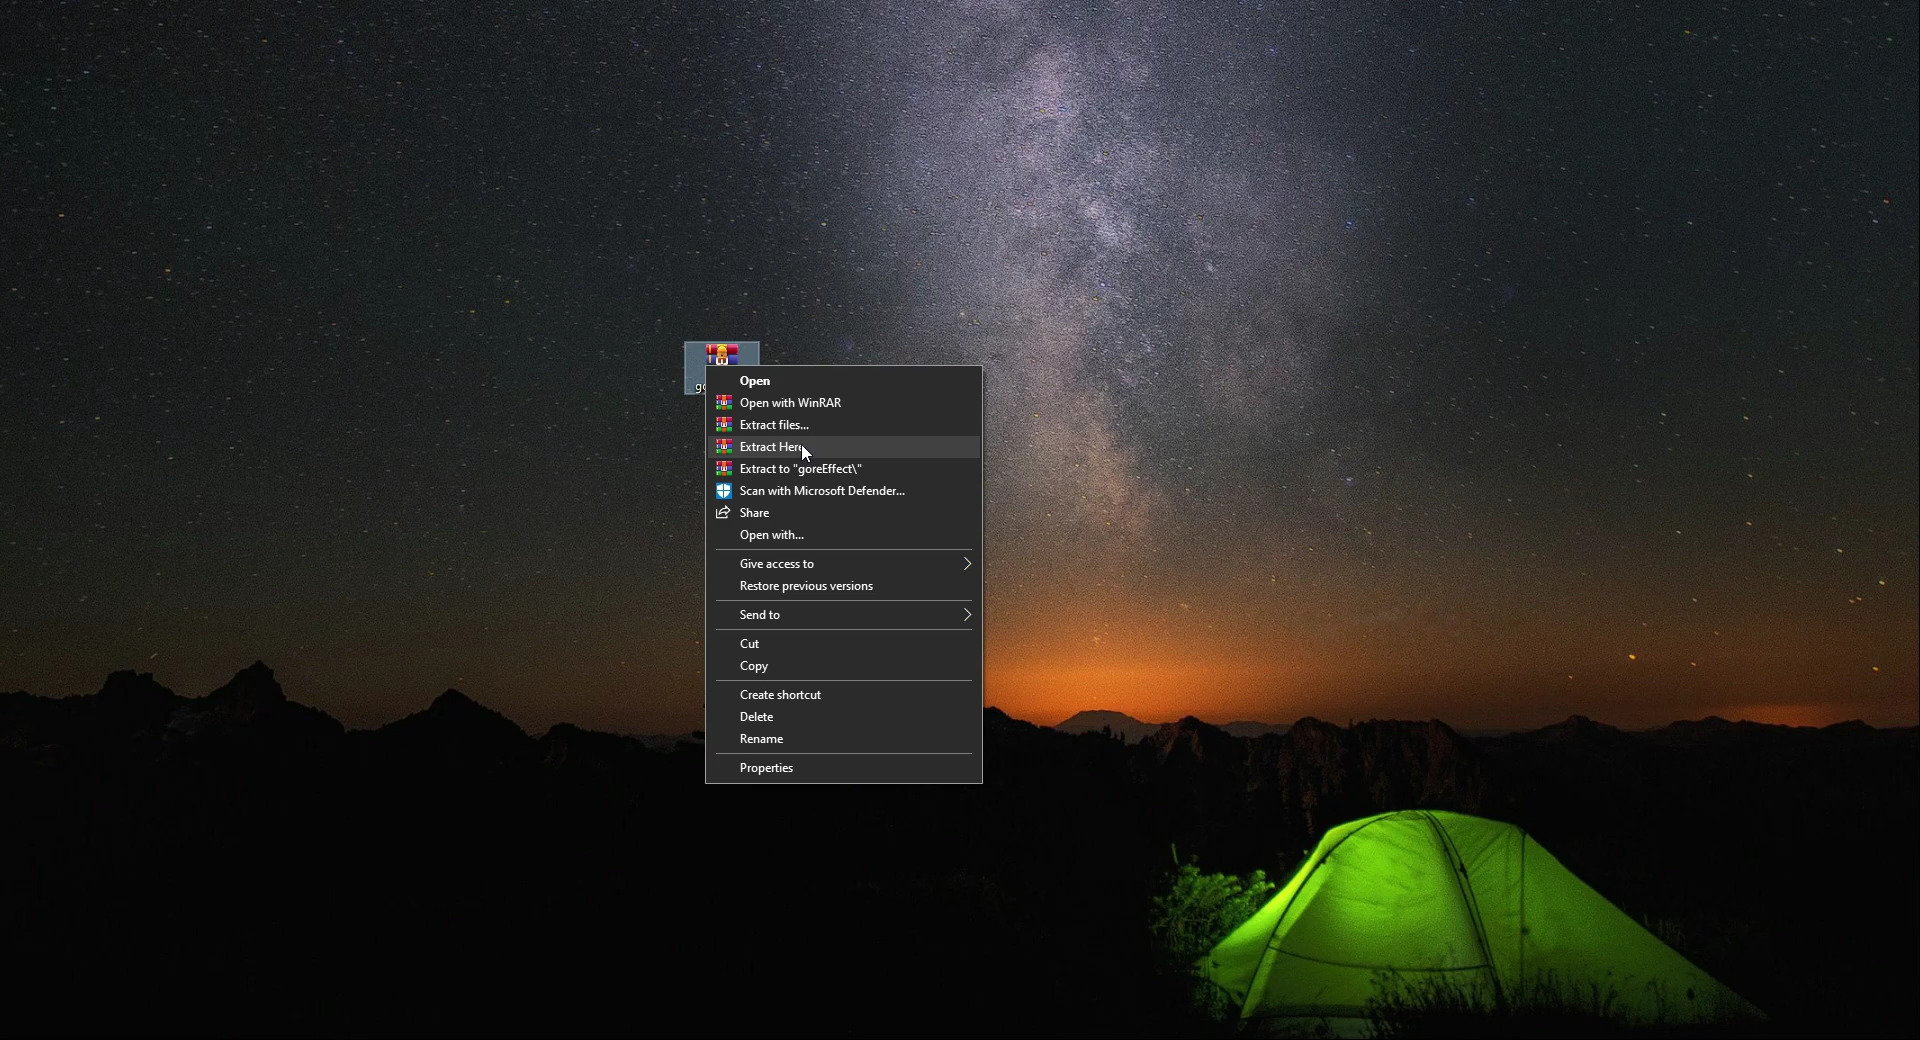 Open
Open with WinRAR
Extract files...
Extract Here
Extract to "goreEffect\"
Scan with Microsoft Defender...
Share
Open with...
Give access to
Restore previous versions
Send to
Cut
Copy
Create shortcut
Delete
Rename
Properties